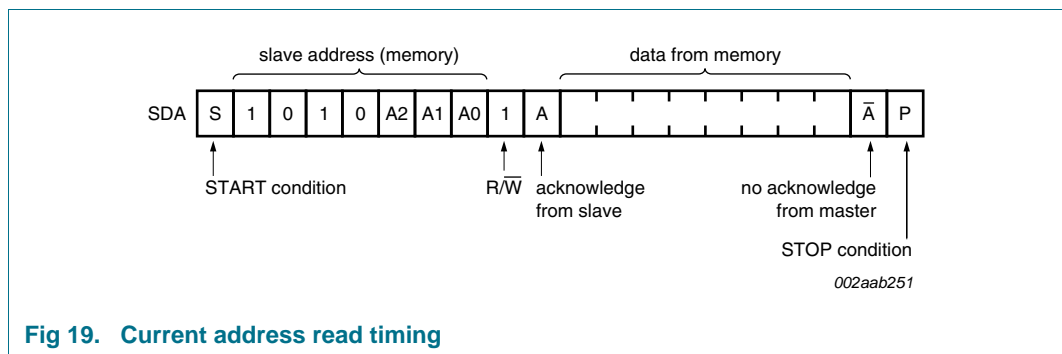 slave address (memory) data from memory
SDA S 1 0 1 0 A2 A1 A0 1 A A̅ P
START condition R/W̅ acknowledge from slave no acknowledge from master
STOP condition
002aab251
Fig 19. Current address read timing